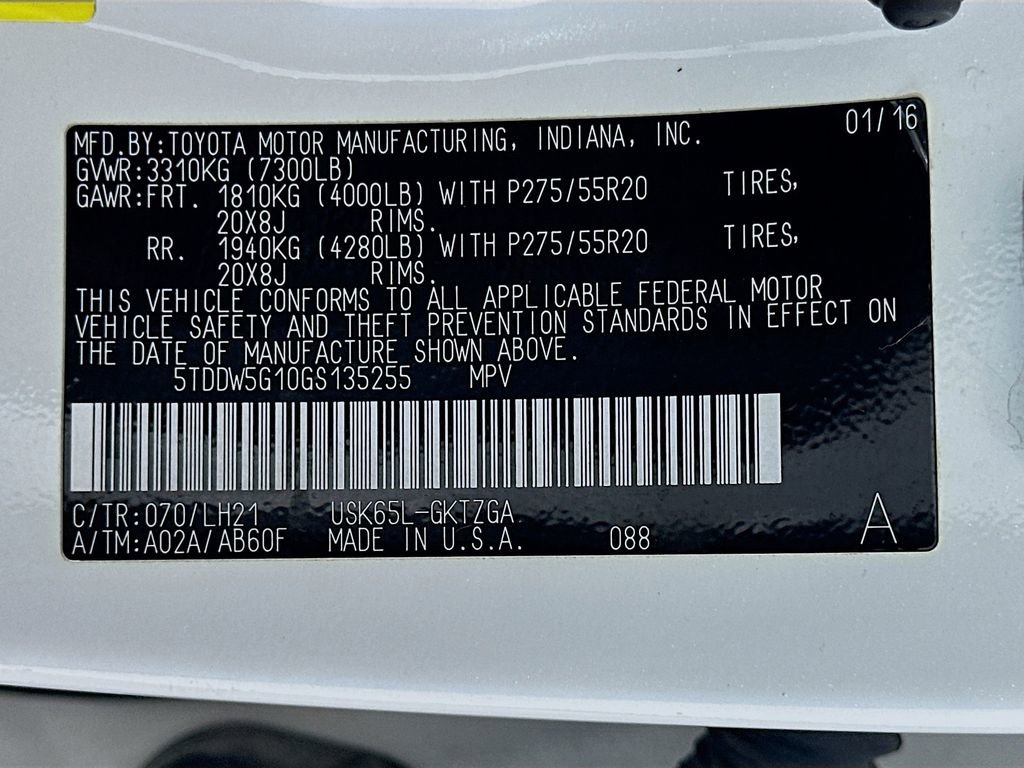 01/16
MFD.BY:TOYOTA MOTOR MANUFACTURING, INDIANA, INC.
GVWR:3310KG (7300LB)
GAWR:FRT. 1810KG (4000LB) WITH P275/55R20 TIRES,
20X8J RIMS.
RR. 1940KG (4280LB) WITH P275/55R20 TIRES,
20X8J RIMS.
THIS VEHICLE CONFORMS TO ALL APPLICABLE FEDERAL MOTOR
VEHICLE SAFETY AND THEFT PREVENTION STANDARDS IN EFFECT ON
THE DATE OF MANUFACTURE SHOWN ABOVE.
5TDDW5G10GS135255 MPV
C/TR:070/LH21 USK65L-GKTZGA
A/TM:A02A/AB60F MADE IN U.S.A. 088 A